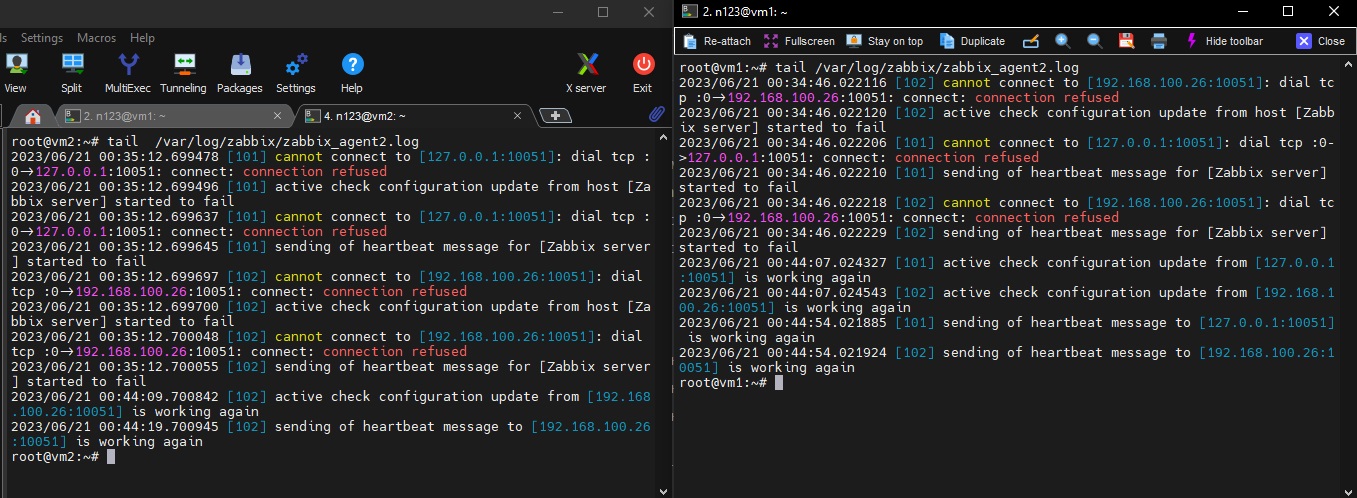 ls Settings Macros Help
View Split MultiExec Tunneling Packages Settings Help X server Exit
2. n123@vm1: ~ 4. n123@vm2: ~
root@vm2:~# tail  /var/log/zabbix/zabbix_agent2.log
2023/06/21 00:35:12.699478 [101] cannot connect to [127.0.0.1:10051]: dial tcp :
0->127.0.0.1:10051: connect: connection refused
2023/06/21 00:35:12.699496 [101] active check configuration update from host [Za
bbix server] started to fail
2023/06/21 00:35:12.699637 [101] cannot connect to [127.0.0.1:10051]: dial tcp :
0->127.0.0.1:10051: connect: connection refused
2023/06/21 00:35:12.699645 [101] sending of heartbeat message for [Zabbix server
] started to fail
2023/06/21 00:35:12.699697 [102] cannot connect to [192.168.100.26:10051]: dial
tcp :0->192.168.100.26:10051: connect: connection refused
2023/06/21 00:35:12.699700 [102] active check configuration update from host [Za
bbix server] started to fail
2023/06/21 00:35:12.700048 [102] cannot connect to [192.168.100.26:10051]: dial
tcp :0->192.168.100.26:10051: connect: connection refused
2023/06/21 00:35:12.700055 [102] sending of heartbeat message for [Zabbix server
] started to fail
2023/06/21 00:44:09.700842 [102] active check configuration update from [192.168
.100.26:10051] is working again
2023/06/21 00:44:19.700945 [102] sending of heartbeat message to [192.168.100.26
:10051] is working again
root@vm2:~#
2. n123@vm1: ~
Re-attach Fullscreen Stay on top Duplicate Hide toolbar Close
root@vm1:~# tail /var/log/zabbix/zabbix_agent2.log
2023/06/21 00:34:46.022116 [102] cannot connect to [192.168.100.26:10051]: dial tc
p :0->192.168.100.26:10051: connect: connection refused
2023/06/21 00:34:46.022120 [102] active check configuration update from host [Zabb
ix server] started to fail
2023/06/21 00:34:46.022206 [101] cannot connect to [127.0.0.1:10051]: dial tcp :0-
>127.0.0.1:10051: connect: connection refused
2023/06/21 00:34:46.022210 [101] sending of heartbeat message for [Zabbix server]
started to fail
2023/06/21 00:34:46.022218 [102] cannot connect to [192.168.100.26:10051]: dial tc
p :0->192.168.100.26:10051: connect: connection refused
2023/06/21 00:34:46.022229 [102] sending of heartbeat message for [Zabbix server]
started to fail
2023/06/21 00:44:07.024327 [101] active check configuration update from [127.0.0.1
:10051] is working again
2023/06/21 00:44:07.024543 [102] active check configuration update from [192.168.1
00.26:10051] is working again
2023/06/21 00:44:54.021885 [101] sending of heartbeat message to [127.0.0.1:10051]
 is working again
2023/06/21 00:44:54.021924 [102] sending of heartbeat message to [192.168.100.26:1
0051] is working again
root@vm1:~#